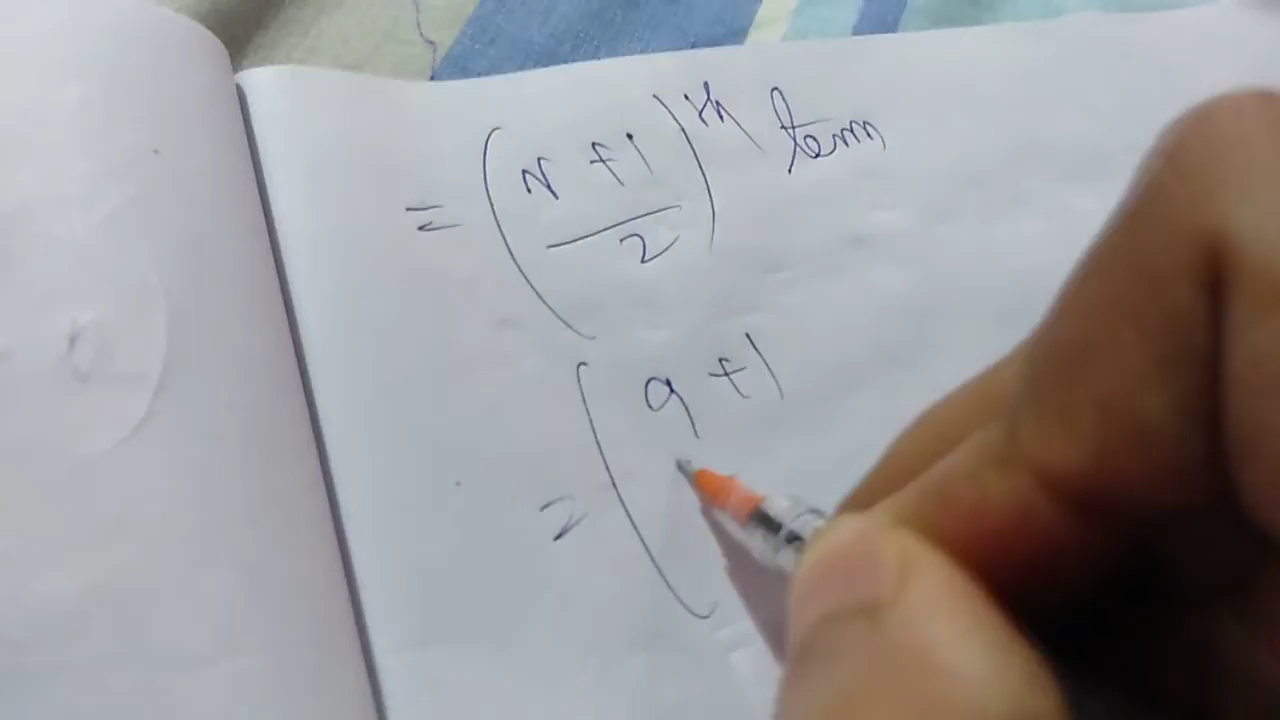 = (n+1/2)th term
= (9+1